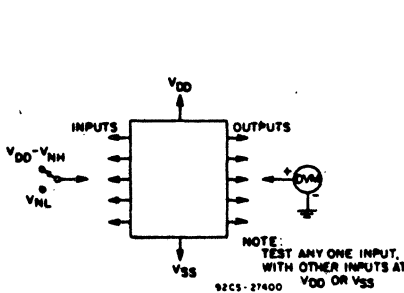 VDD
INPUTS
OUTPUTS
VDD-VNH
VNL
+
DVM
-
VSS
NOTE:
TEST ANY ONE INPUT,
WITH OTHER INPUTS AT
VDD OR VSS
92CS-27400